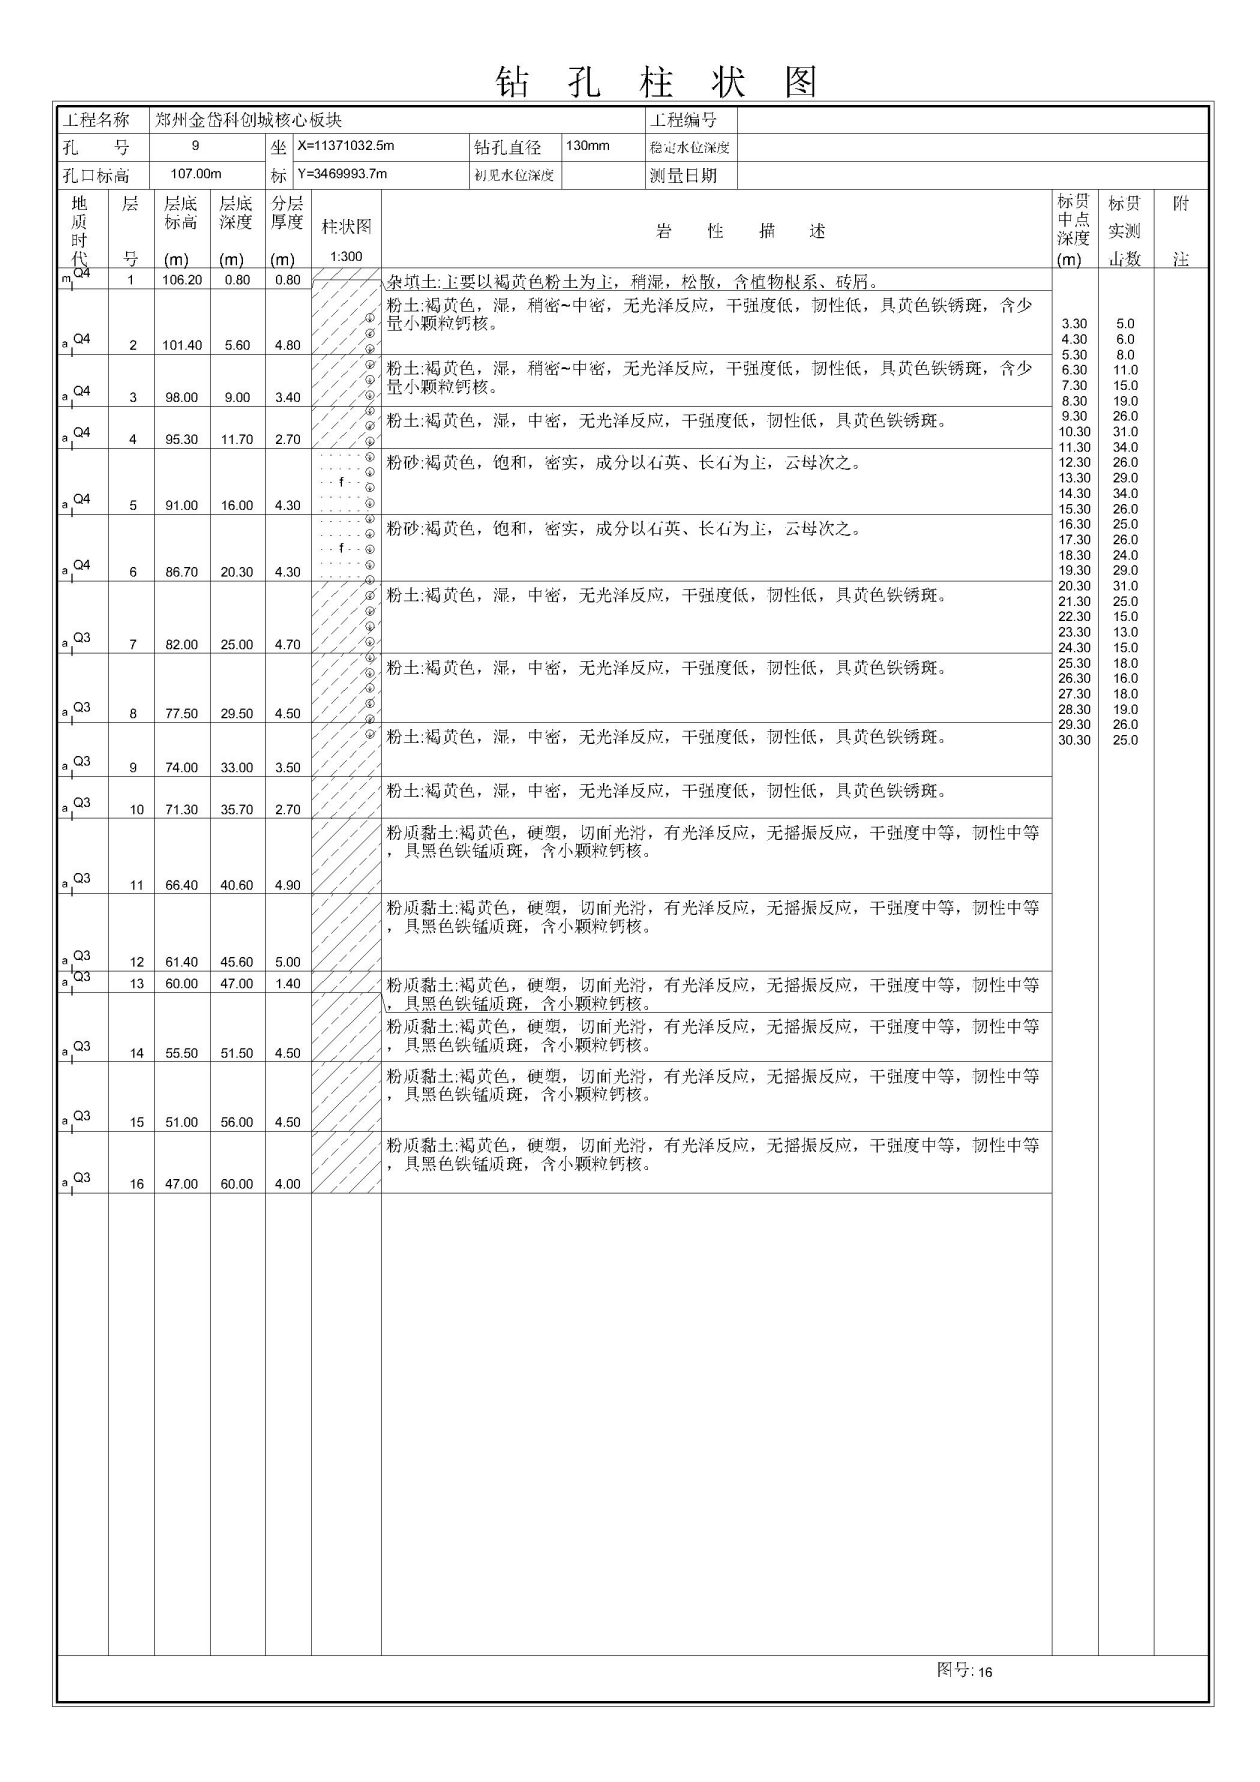 钻 孔 柱 状 图
工程名称 郑州金岱科创城核心板块 工程编号
孔 号 9 坐 X=11371032.5m 钻孔直径 130mm 稳定水位深度
孔口标高 107.00m 标 Y=3469993.7m 初见水位深度 测量日期
地质时代 层号 层底标高(m) 层底深度(m) 分层厚度(m) 柱状图 1:300 岩 性 描 述 标贯中点深度(m) 标贯实测击数 附注
m Q4 1 106.20 0.80 0.80 杂填土:主要以褐黄色粉土为主，稍湿，松散，含植物根系、砖屑。
粉土:褐黄色，湿，稍密~中密，无光泽反应，干强度低，韧性低，具黄色铁锈斑，含少
量小颗粒钙核。
al Q4 2 101.40 5.60 4.80
粉土:褐黄色，湿，稍密~中密，无光泽反应，干强度低，韧性低，具黄色铁锈斑，含少
量小颗粒钙核。
al Q4 3 98.00 9.00 3.40
粉土:褐黄色，湿，中密，无光泽反应，干强度低，韧性低，具黄色铁锈斑。
al Q4 4 95.30 11.70 2.70
粉砂:褐黄色，饱和，密实，成分以石英、长石为主，云母次之。
f
al Q4 5 91.00 16.00 4.30
粉砂:褐黄色，饱和，密实，成分以石英、长石为主，云母次之。
f
al Q4 6 86.70 20.30 4.30
粉土:褐黄色，湿，中密，无光泽反应，干强度低，韧性低，具黄色铁锈斑。
al Q3 7 82.00 25.00 4.70
粉土:褐黄色，湿，中密，无光泽反应，干强度低，韧性低，具黄色铁锈斑。
al Q3 8 77.50 29.50 4.50
粉土:褐黄色，湿，中密，无光泽反应，干强度低，韧性低，具黄色铁锈斑。
al Q3 9 74.00 33.00 3.50
粉土:褐黄色，湿，中密，无光泽反应，干强度低，韧性低，具黄色铁锈斑。
al Q3 10 71.30 35.70 2.70
粉质黏土:褐黄色，硬塑，切面光滑，有光泽反应，无摇振反应，干强度中等，韧性中等
，具黑色铁锰质斑，含小颗粒钙核。
al Q3 11 66.40 40.60 4.90
粉质黏土:褐黄色，硬塑，切面光滑，有光泽反应，无摇振反应，干强度中等，韧性中等
，具黑色铁锰质斑，含小颗粒钙核。
al Q3 12 61.40 45.60 5.00
al Q3 13 60.00 47.00 1.40 粉质黏土:褐黄色，硬塑，切面光滑，有光泽反应，无摇振反应，干强度中等，韧性中等
，具黑色铁锰质斑，含小颗粒钙核。
粉质黏土:褐黄色，硬塑，切面光滑，有光泽反应，无摇振反应，干强度中等，韧性中等
，具黑色铁锰质斑，含小颗粒钙核。
al Q3 14 55.50 51.50 4.50
粉质黏土:褐黄色，硬塑，切面光滑，有光泽反应，无摇振反应，干强度中等，韧性中等
，具黑色铁锰质斑，含小颗粒钙核。
al Q3 15 51.00 56.00 4.50
粉质黏土:褐黄色，硬塑，切面光滑，有光泽反应，无摇振反应，干强度中等，韧性中等
，具黑色铁锰质斑，含小颗粒钙核。
al Q3 16 47.00 60.00 4.00
3.30 5.0
4.30 6.0
5.30 8.0
6.30 11.0
7.30 15.0
8.30 19.0
9.30 26.0
10.30 31.0
11.30 34.0
12.30 26.0
13.30 29.0
14.30 34.0
15.30 26.0
16.30 25.0
17.30 26.0
18.30 24.0
19.30 29.0
20.30 31.0
21.30 25.0
22.30 15.0
23.30 13.0
24.30 15.0
25.30 18.0
26.30 16.0
27.30 18.0
28.30 19.0
29.30 26.0
30.30 25.0
图号: 16